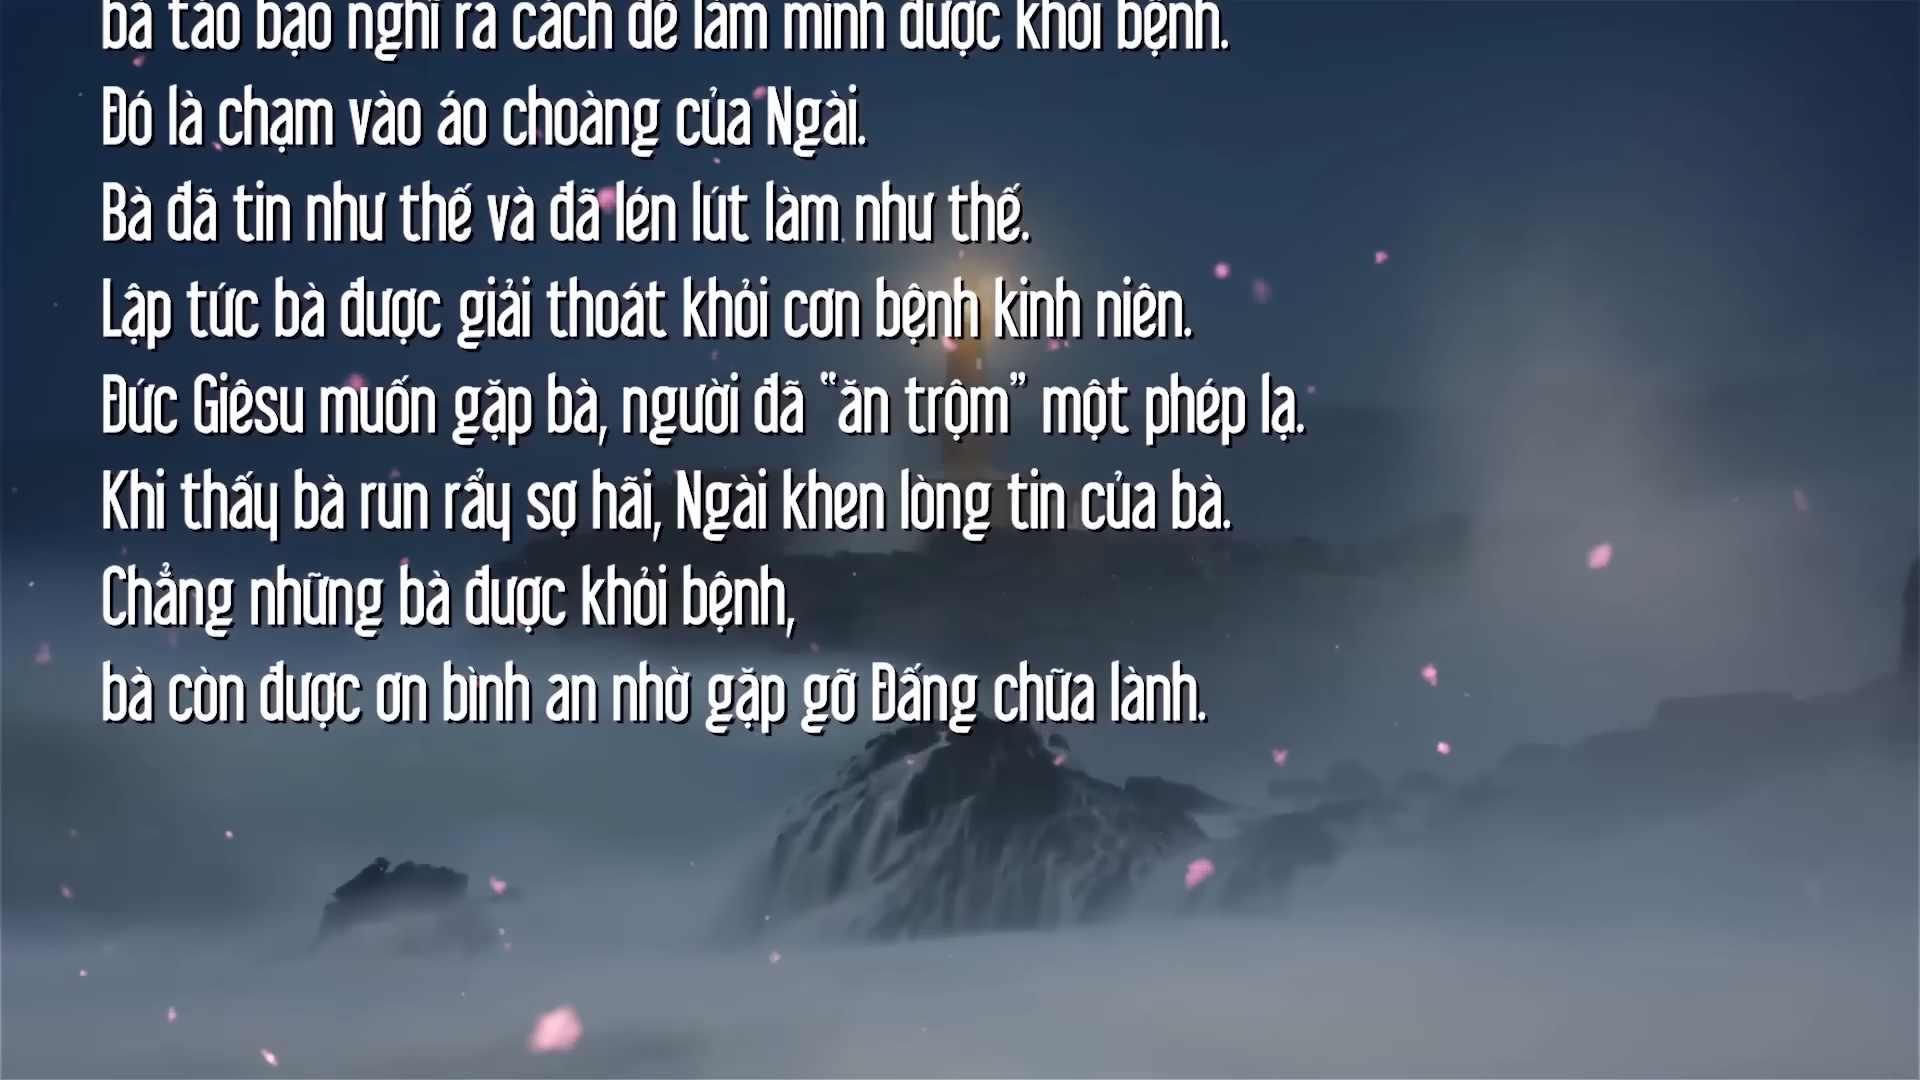 bà táo bạo nghĩ ra cách để làm mình được khỏi bệnh.
Đó là chạm vào áo choàng của Ngài.
Bà đã tin như thế và đã lén lút làm như thế.
Lập tức bà được giải thoát khỏi cơn bệnh kinh niên.
Đức Giêsu muốn gặp bà, người đã “ăn trộm” một phép lạ.
Khi thấy bà run rẩy sợ hãi, Ngài khen lòng tin của bà.
Chẳng những bà được khỏi bệnh,
bà còn được ơn bình an nhờ gặp gỡ Đấng chữa lành.